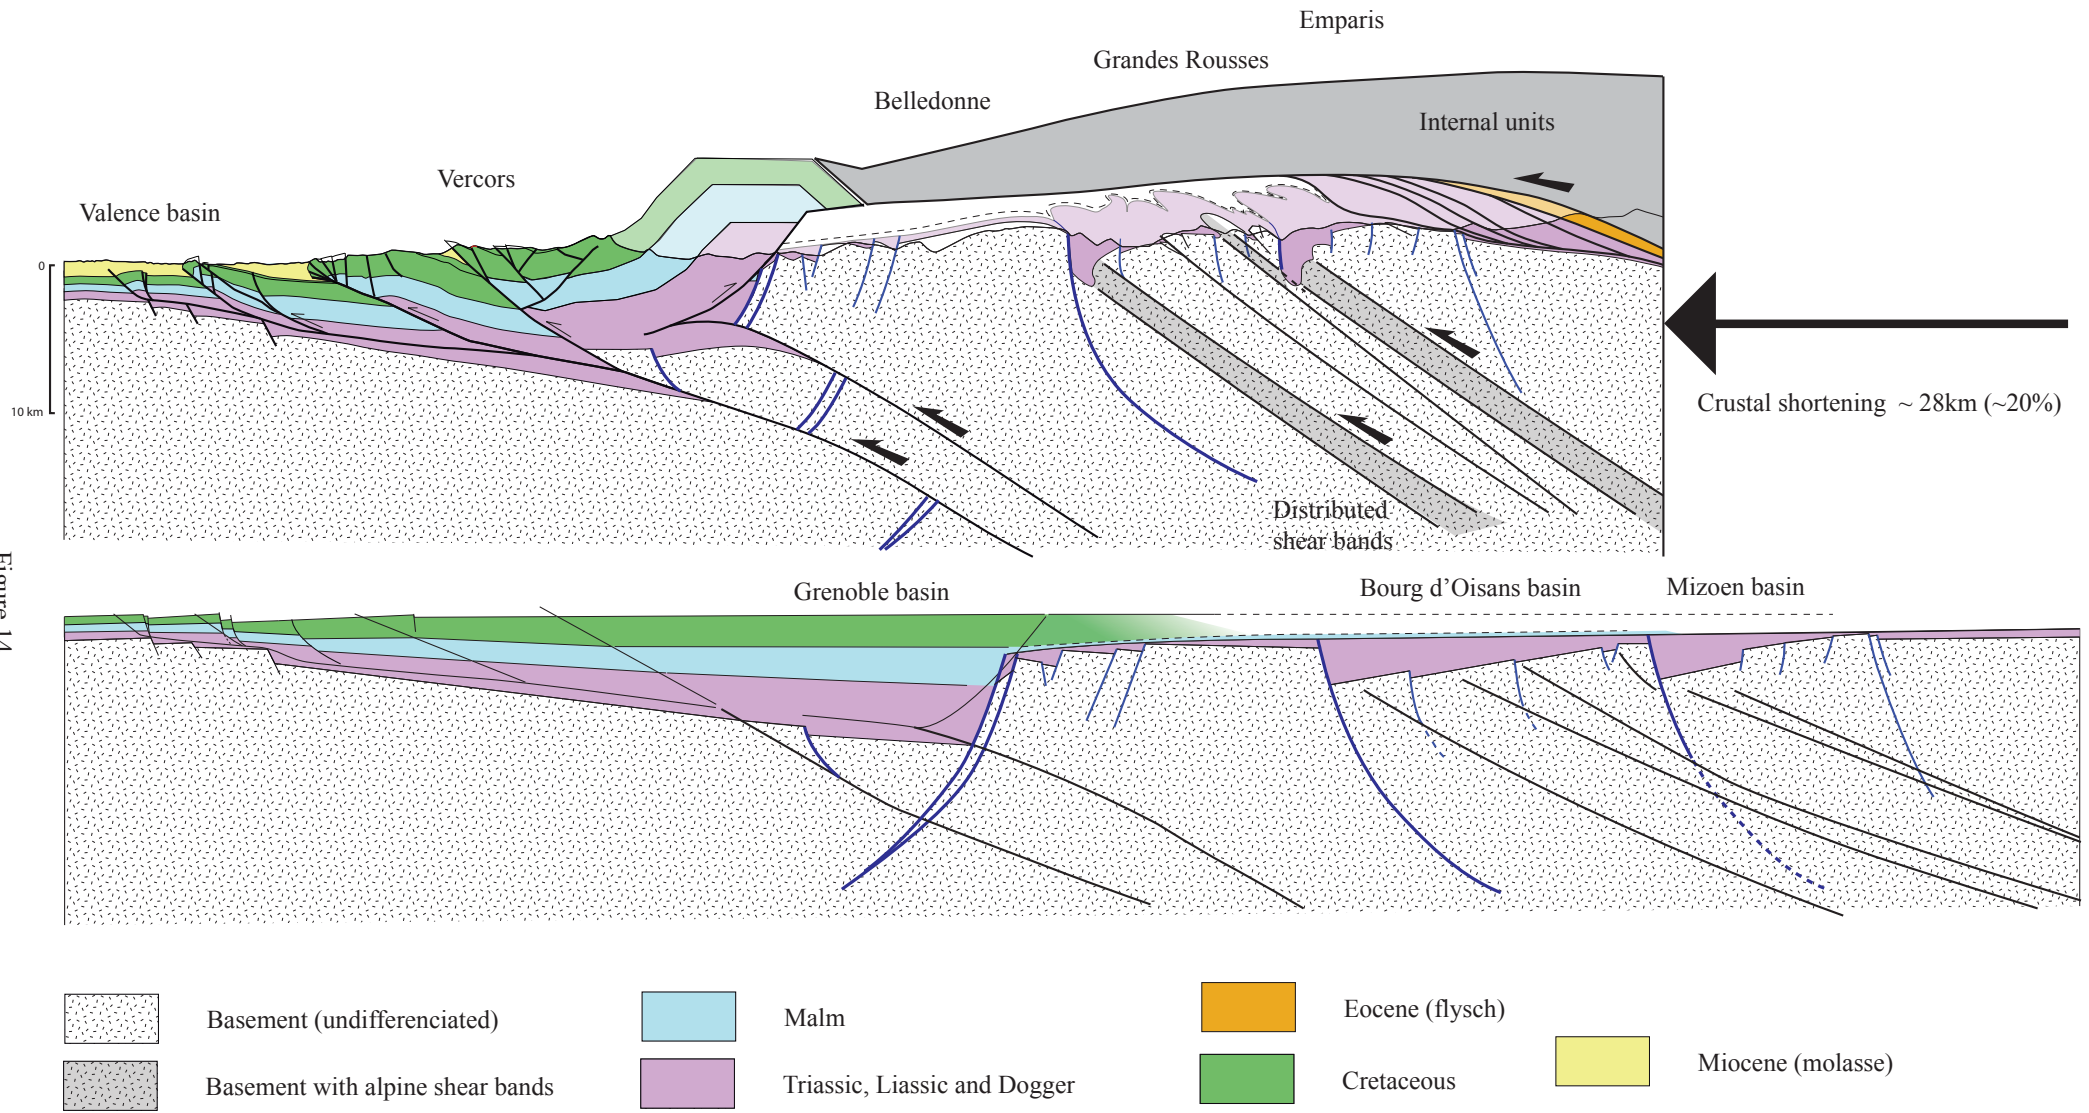 Emparis
Grandes Rousses
Belledonne
Internal units
Vercors
Valence basin
0
10 km
Crustal shortening ~ 28km (~20%)
Distributed
shear bands
Grenoble basin
Bourg d’Oisans basin
Mizoen basin
Basement (undifferenciated)
Malm
Eocene (flysch)
Miocene (molasse)
Basement with alpine shear bands
Triassic, Liassic and Dogger
Cretaceous